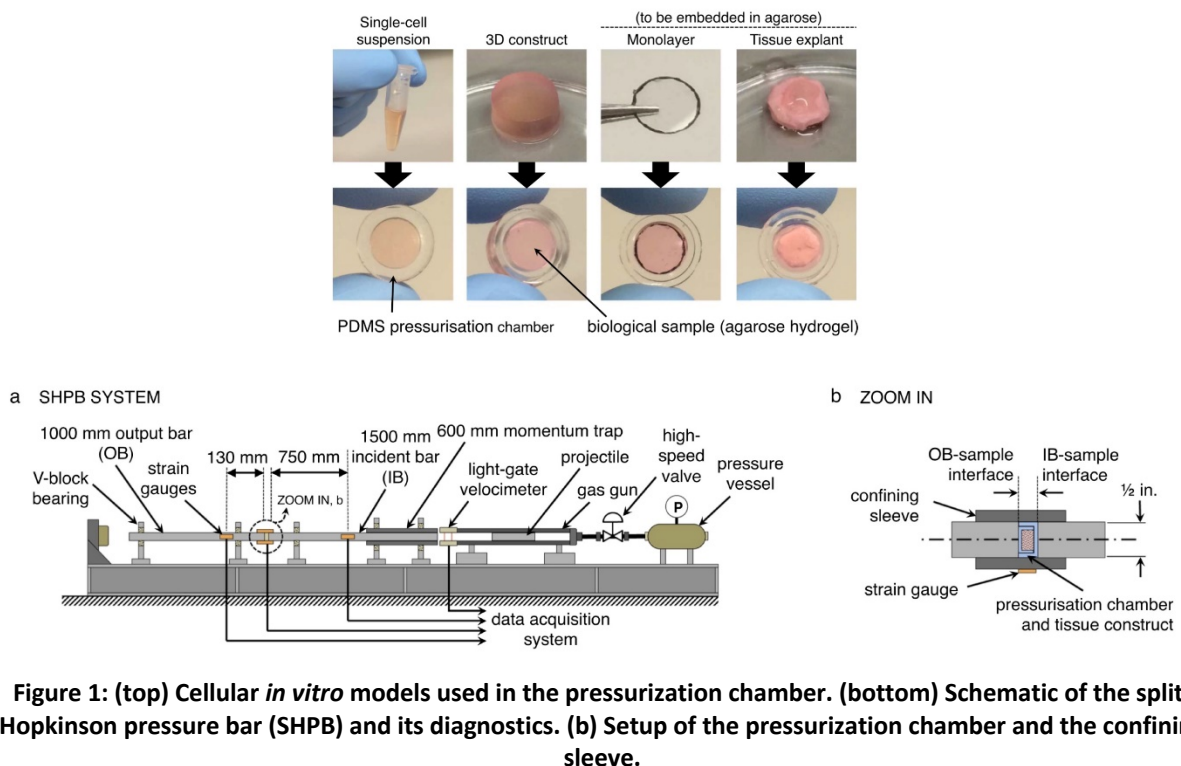 (to be embedded in agarose)
Single-cell
suspension
3D construct
Monolayer
Tissue explant
PDMS pressurisation chamber
biological sample (agarose hydrogel)
a SHPB SYSTEM
1000 mm output bar
(OB)
V-block
bearing
strain
gauges
130 mm
750 mm
ZOOM IN, b
1500 mm
incident bar
(IB)
600 mm momentum trap
light-gate
velocimeter
projectile
gas gun
high-
speed
valve
P
pressure
vessel
data acquisition
system
b ZOOM IN
OB-sample
interface
IB-sample
interface
confining
sleeve
½ in.
strain gauge
pressurisation chamber
and tissue construct
Figure 1: (top) Cellular in vitro models used in the pressurization chamber. (bottom) Schematic of the split
Hopkinson pressure bar (SHPB) and its diagnostics. (b) Setup of the pressurization chamber and the
sleeve.